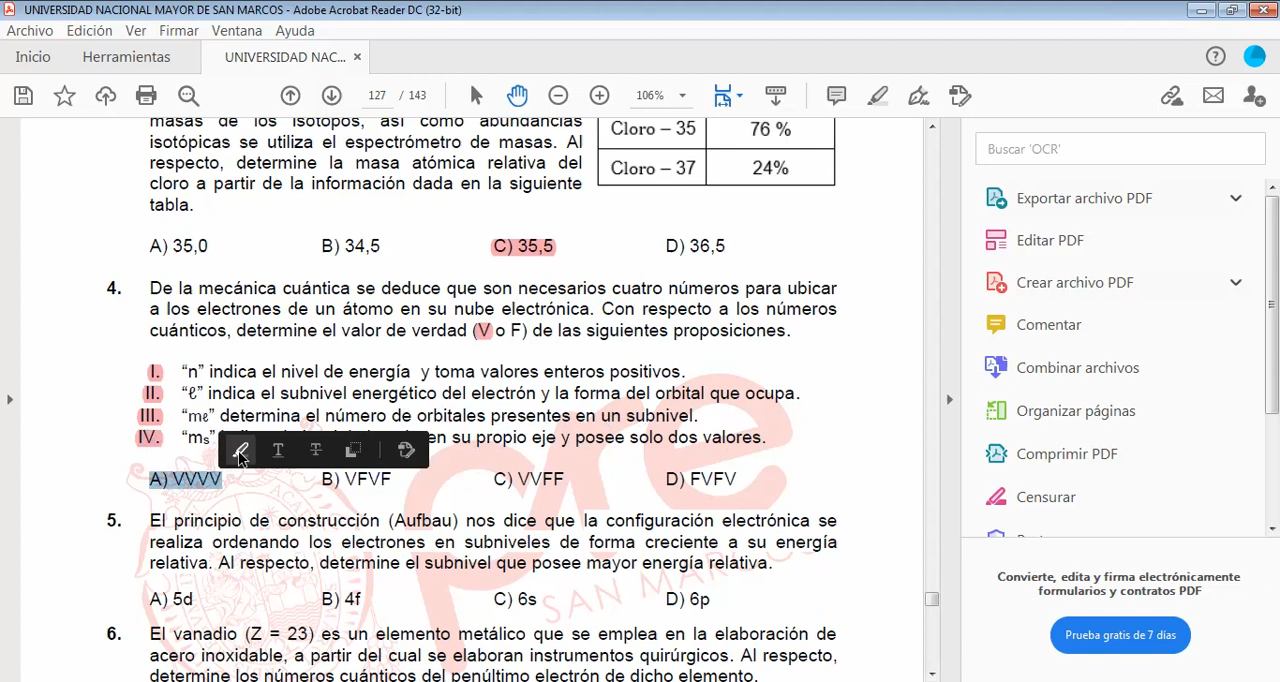 UNIVERSIDAD NACIONAL MAYOR DE SAN MARCOS - Adobe Acrobat Reader DC (32-bit)
Archivo Edición Ver Firmar Ventana Ayuda
Inicio Herramientas UNIVERSIDAD NAC... ×
127 / 143 106%
masas de los isótopos, así como abundancias
isotópicas se utiliza el espectrómetro de masas. Al
respecto, determine la masa atómica relativa del
cloro a partir de la información dada en la siguiente
tabla.
Cloro – 35 76 %
Cloro – 37 24%
A) 35,0 B) 34,5 C) 35,5 D) 36,5
4. De la mecánica cuántica se deduce que son necesarios cuatro números para ubicar
a los electrones de un átomo en su nube electrónica. Con respecto a los números
cuánticos, determine el valor de verdad (V o F) de las siguientes proposiciones.
I. “n” indica el nivel de energía y toma valores enteros positivos.
II. “ℓ” indica el subnivel energético del electrón y la forma del orbital que ocupa.
III. “mℓ” determina el número de orbitales presentes en un subnivel.
IV. “ms” en su propio eje y posee solo dos valores.
A) VVVV B) VFVF C) VVFF D) FVFV
5. El principio de construcción (Aufbau) nos dice que la configuración electrónica se
realiza ordenando los electrones en subniveles de forma creciente a su energía
relativa. Al respecto, determine el subnivel que posee mayor energía relativa.
A) 5d B) 4f C) 6s D) 6p
6. El vanadio (Z = 23) es un elemento metálico que se emplea en la elaboración de
acero inoxidable, a partir del cual se elaboran instrumentos quirúrgicos. Al respecto,
determine los números cuánticos del penúltimo electrón de dicho elemento.
pre
SAN MARCOS
Buscar 'OCR'
Exportar archivo PDF
Editar PDF
Crear archivo PDF
Comentar
Combinar archivos
Organizar páginas
Comprimir PDF
Censurar
Convierte, edita y firma electrónicamente
formularios y contratos PDF
Prueba gratis de 7 días